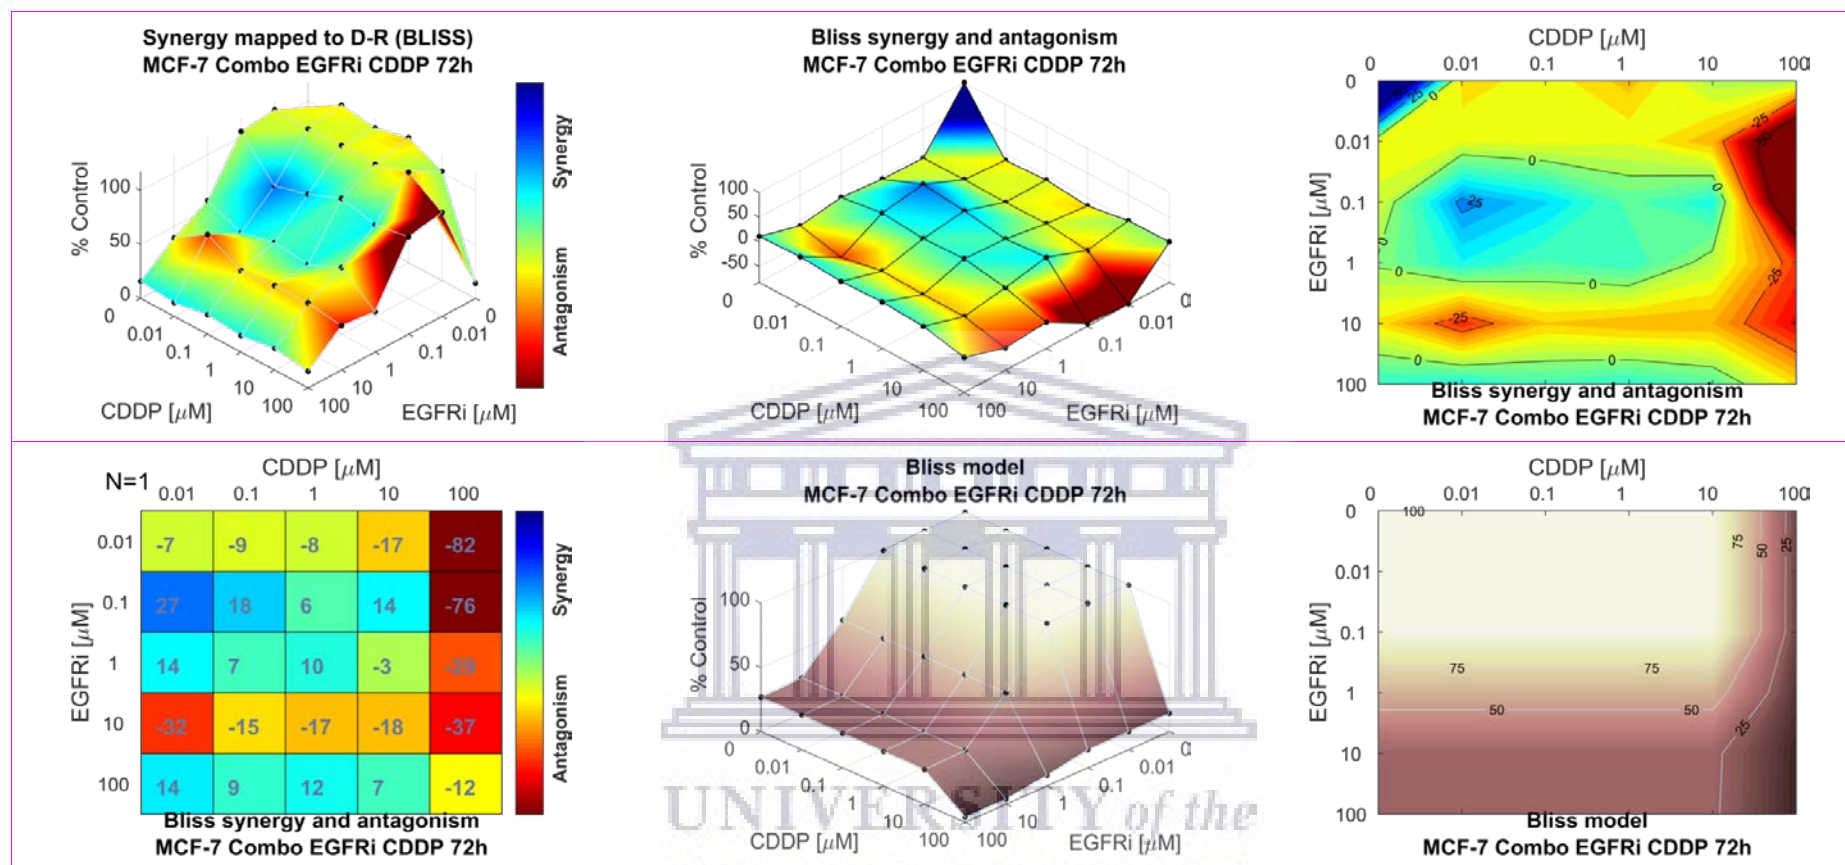 Synergy mapped to D-R (BLISS)
MCF-7 Combo EGFRi CDDP 72h
% Control
100
50
0
0
0.01
0.1
1
10
100
CDDP [μM]
100
10
1
0.1
0.01
0
EGFRi [μM]
Synergy
Antagonism
Bliss synergy and antagonism
MCF-7 Combo EGFRi CDDP 72h
% Control
100
50
0
-50
0
0.01
0.1
1
10
100
CDDP [μM]
100
10
1
0.1
0.01
EGFRi [μM]
CDDP [μM]
0 0.01 0.1 1 10 100
EGFRi [μM]
0
0.01
0.1
1
10
100
25
0
-25
-50
0
0
25
0
0
0
-25
-25
0
0
Bliss synergy and antagonism
MCF-7 Combo EGFRi CDDP 72h
CDDP [μM]
N=1
0.01 0.1 1 10 100
EGFRi [μM]
0.01 -7 -9 -8 -17 -82
0.1 27 18 6 14 -76
1 14 7 10 -3 -29
10 -32 -15 -17 -18 -37
100 14 9 12 7 -12
Synergy
Antagonism
Bliss synergy and antagonism
MCF-7 Combo EGFRi CDDP 72h
Bliss model
MCF-7 Combo EGFRi CDDP 72h
% Control
100
50
0
0
0.01
0.1
1
10
100
CDDP [μM]
100
10
1
0.1
0.01
EGFRi [μM]
UNIVERSITY of the
CDDP [μM]
0 0.01 0.1 1 10 100
EGFRi [μM]
0
0.01
0.1
1
10
100
100
75
50
25
75
75
50
50
25
Bliss model
MCF-7 Combo EGFRi CDDP 72h